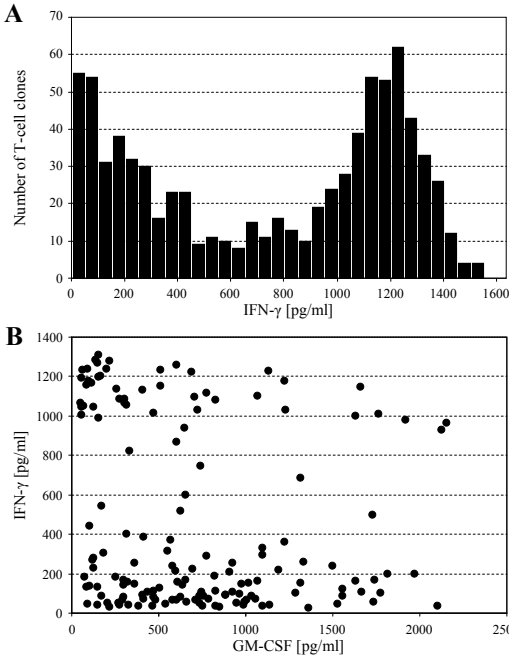 A
70
60
50
40
30
20
10
0
Number of T-cell clones
0 200 400 600 800 1000 1200 1400 1600
IFN-γ [pg/ml]
B
1400
1200
1000
800
600
400
200
0
IFN-γ [pg/ml]
0 500 1000 1500 2000 2500
GM-CSF [pg/ml]